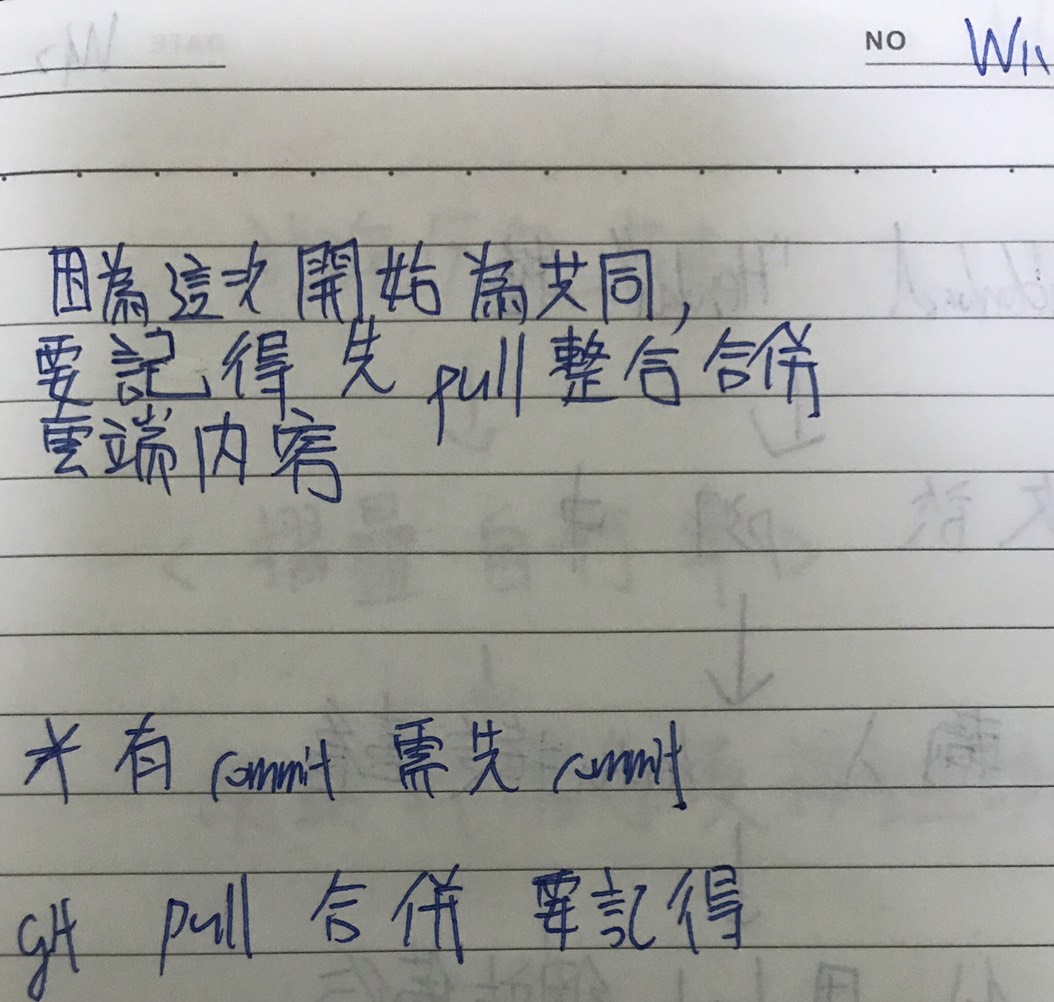 NO
因為這次開始為共同,
要記得先 pull 整合合併
雲端內容
* 有 commit 需先 commit
git pull 合併 要記得